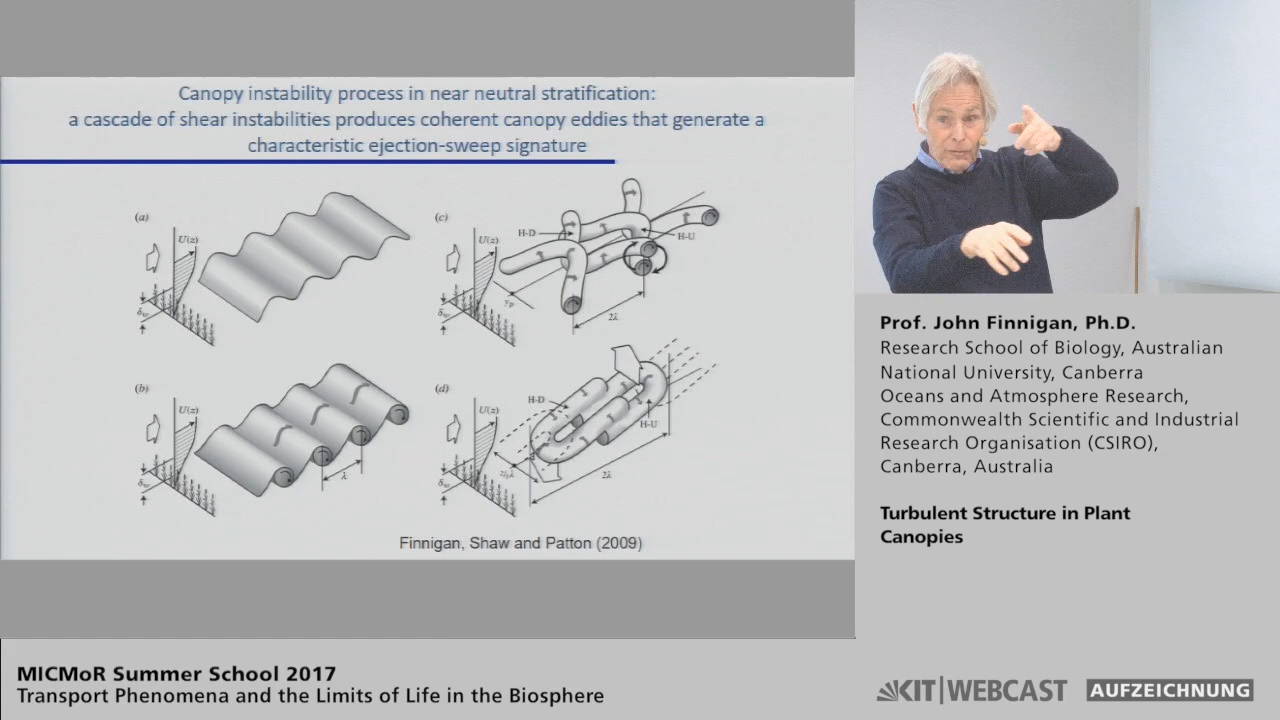 Canopy instability process in near neutral stratification:
a cascade of shear instabilities produces coherent canopy eddies that generate a
characteristic ejection-sweep signature
(a)
U(z)
(c)
U(z)
H-D
H-U
2λ
(b)
U(z)
λ
(d)
U(z)
H-D
H-U
2λ
Finnigan, Shaw and Patton (2009)
Prof. John Finnigan, Ph.D.
Research School of Biology, Australian
National University, Canberra
Oceans and Atmosphere Research,
Commonwealth Scientific and Industrial
Research Organisation (CSIRO),
Canberra, Australia
Turbulent Structure in Plant
Canopies
MICMoR Summer School 2017
Transport Phenomena and the Limits of Life in the Biosphere
KIT|WEBCAST
AUFZEICHNUNG